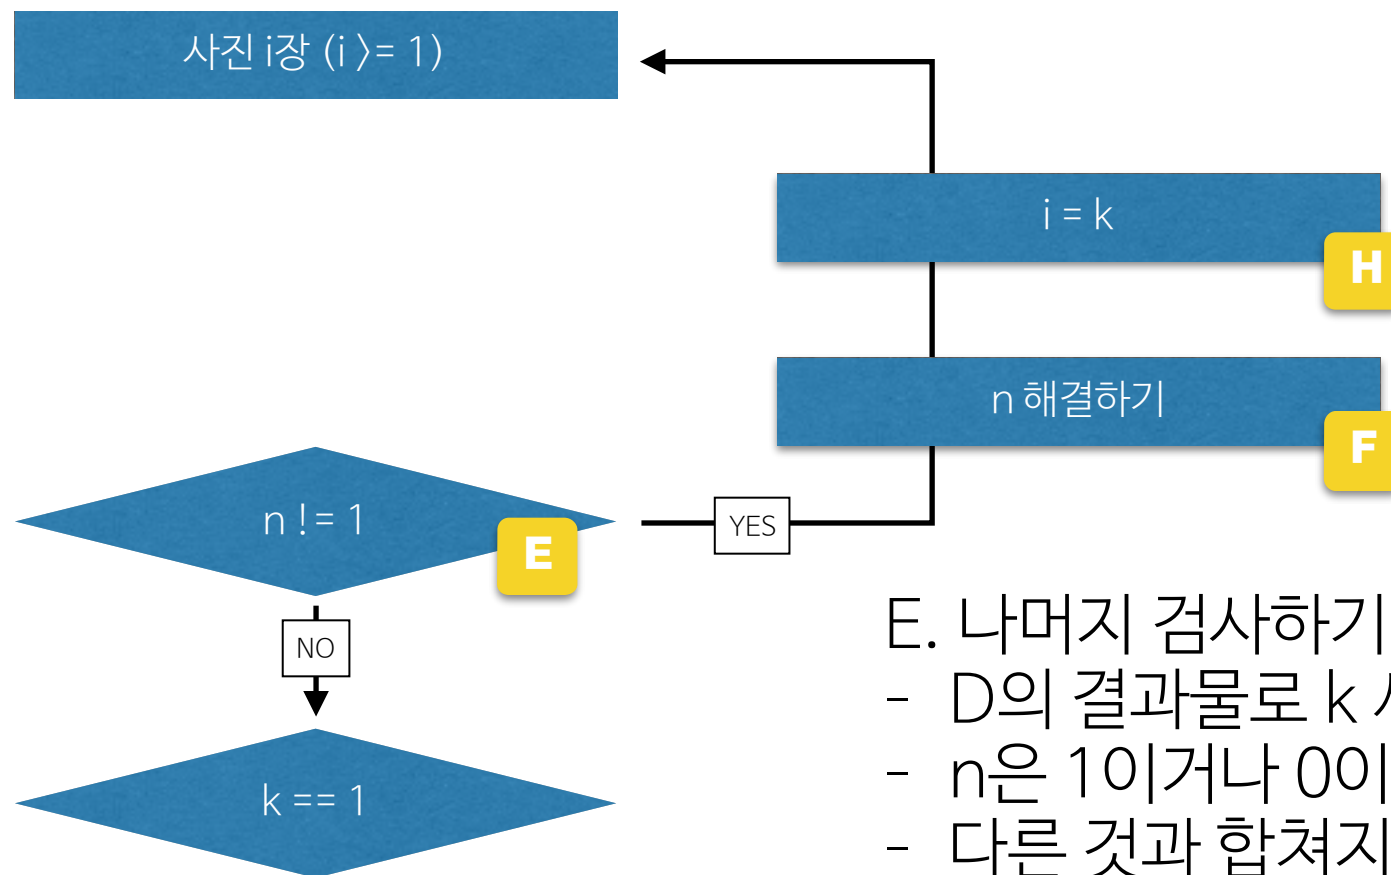 사진 i장 (i >= 1)
i = k
H
n 해결하기
F
n != 1
E
YES
NO
k == 1
E. 나머지 검사하기
- D의 결과물로 k
- n은 1이거나 0이
- 다른 것과 합쳐지